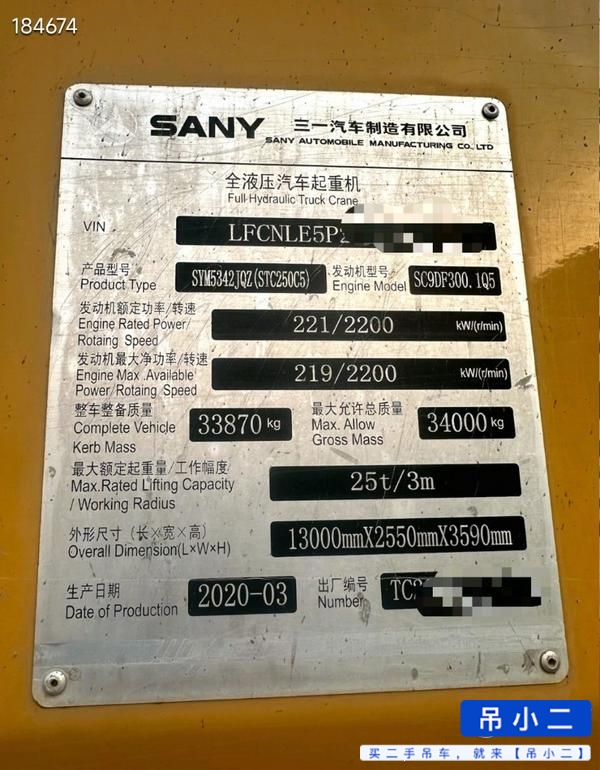 184674
SANY 三一汽车制造有限公司
SANY AUTOMOBILE MANUFACTURING CO., LTD
全液压汽车起重机
Full Hydraulic Truck Crane
VIN LFCNLE5P
产品型号 SYM5342JQZ(STC250C5) 发动机型号 SC9DF300.1Q5
Product Type Engine Model
发动机额定功率/转速
Engine Rated Power/ 221/2200 kW/(r/min)
Rotaing Speed
发动机最大净功率/转速
Engine Max .Available 219/2200 kW/(r/min)
Power/Rotaing Speed
整车整备质量 最大允许总质量
Complete Vehicle 33870 kg Max. Allow 34000 kg
Kerb Mass Gross Mass
最大额定起重量/工作幅度
Max.Rated Lifting Capacity 25t/3m
/ Working Radius
外形尺寸 (长×宽×高) 13000mmX2550mmX3590mm
Overall Dimension(L×W×H)
生产日期 2020-03 出厂编号 TC
Date of Production Number
吊小二
买二手吊车，就来【吊小二】